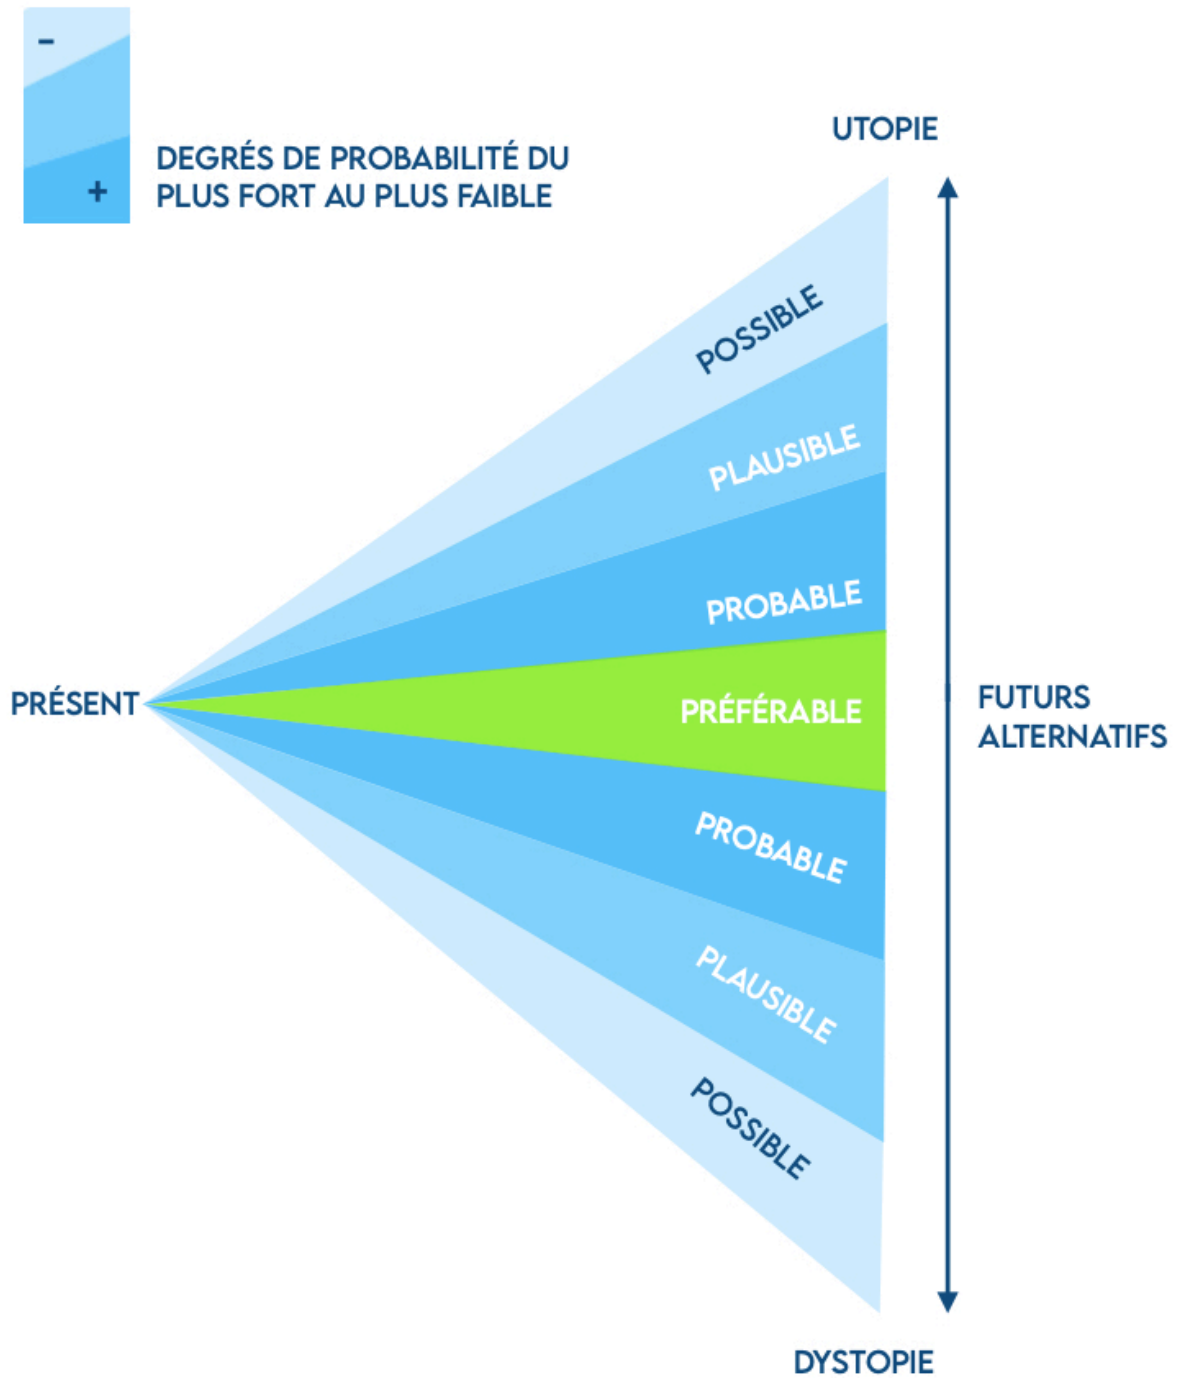 –
+
DEGRÉS DE PROBABILITÉ DU
PLUS FORT AU PLUS FAIBLE
UTOPIE
POSSIBLE
PLAUSIBLE
PROBABLE
PRÉSENT
PRÉFÉRABLE
FUTURS
ALTERNATIFS
PROBABLE
PLAUSIBLE
POSSIBLE
DYSTOPIE